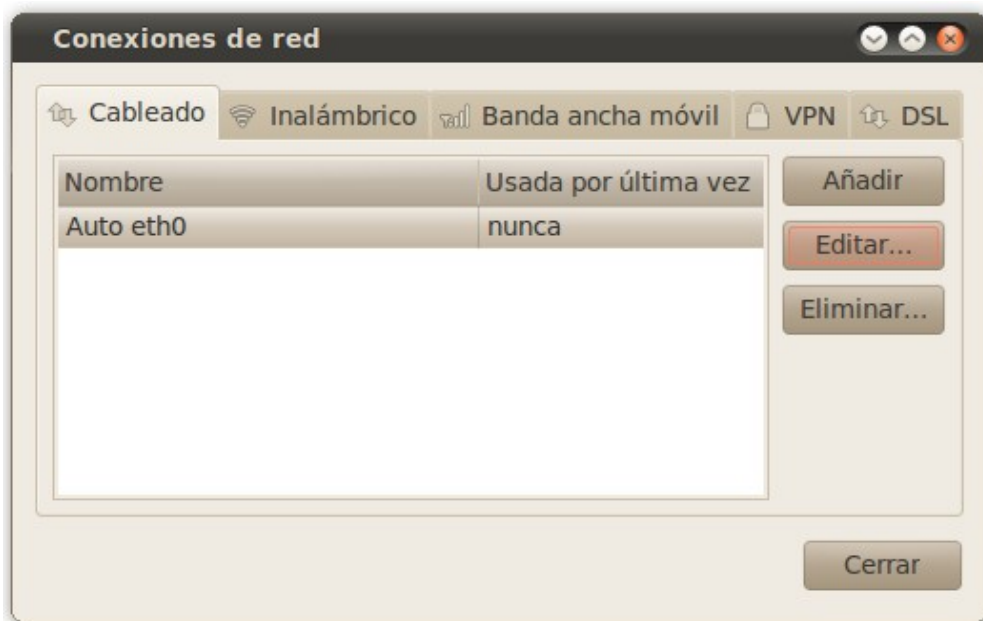 Conexiones de red
Cableado Inalámbrico Banda ancha móvil VPN DSL
Nombre Usada por última vez Añadir
Auto eth0 nunca
Editar...
Eliminar...
Cerrar